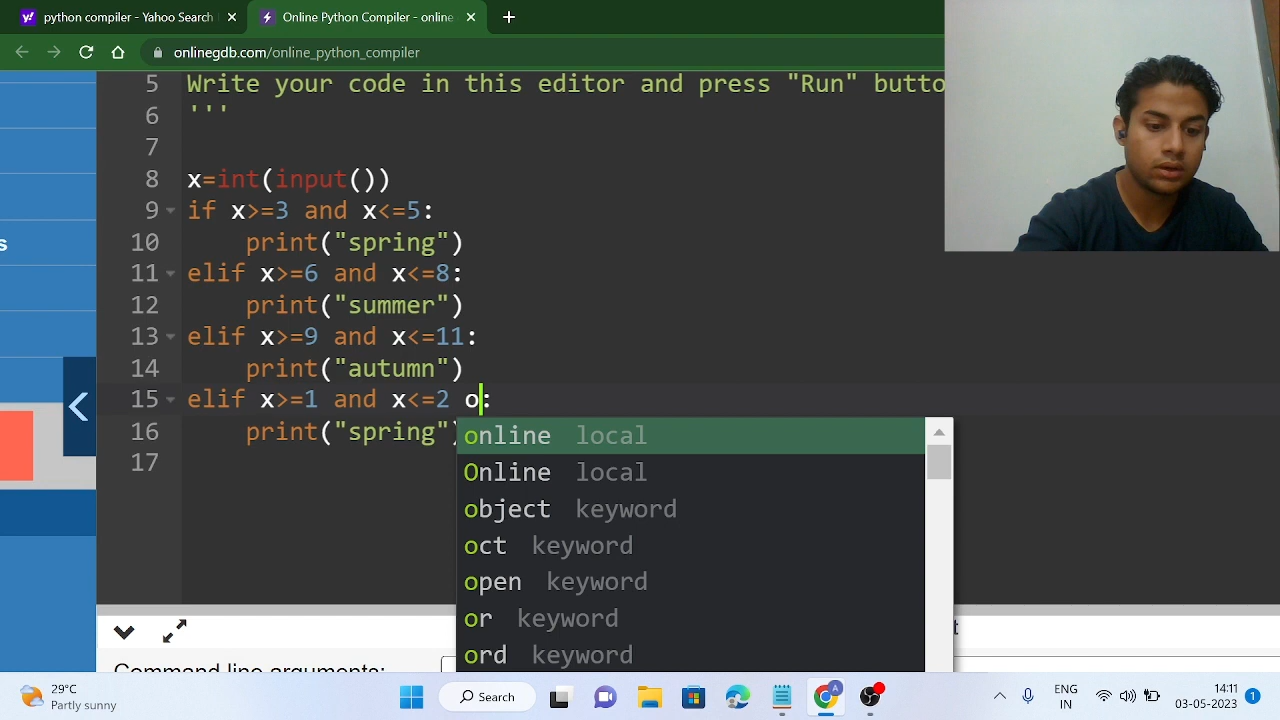 python compiler - Yahoo Search
Online Python Compiler - online
onlinegdb.com/online_python_compiler
5 Write your code in this editor and press "Run" butto
6 '''
7
8 x=int(input())
9 if x>=3 and x<=5:
10 print("spring")
11 elif x>=6 and x<=8:
12 print("summer")
13 elif x>=9 and x<=11:
14 print("autumn")
15 elif x>=1 and x<=2 o:
16 print("spring")
17
s
online local
Online local
object keyword
oct keyword
open keyword
or keyword
ord keyword
t
Command line arguments:
29°C
Partly sunny
Search
A
ENG
IN
14:11
03-05-2023
1